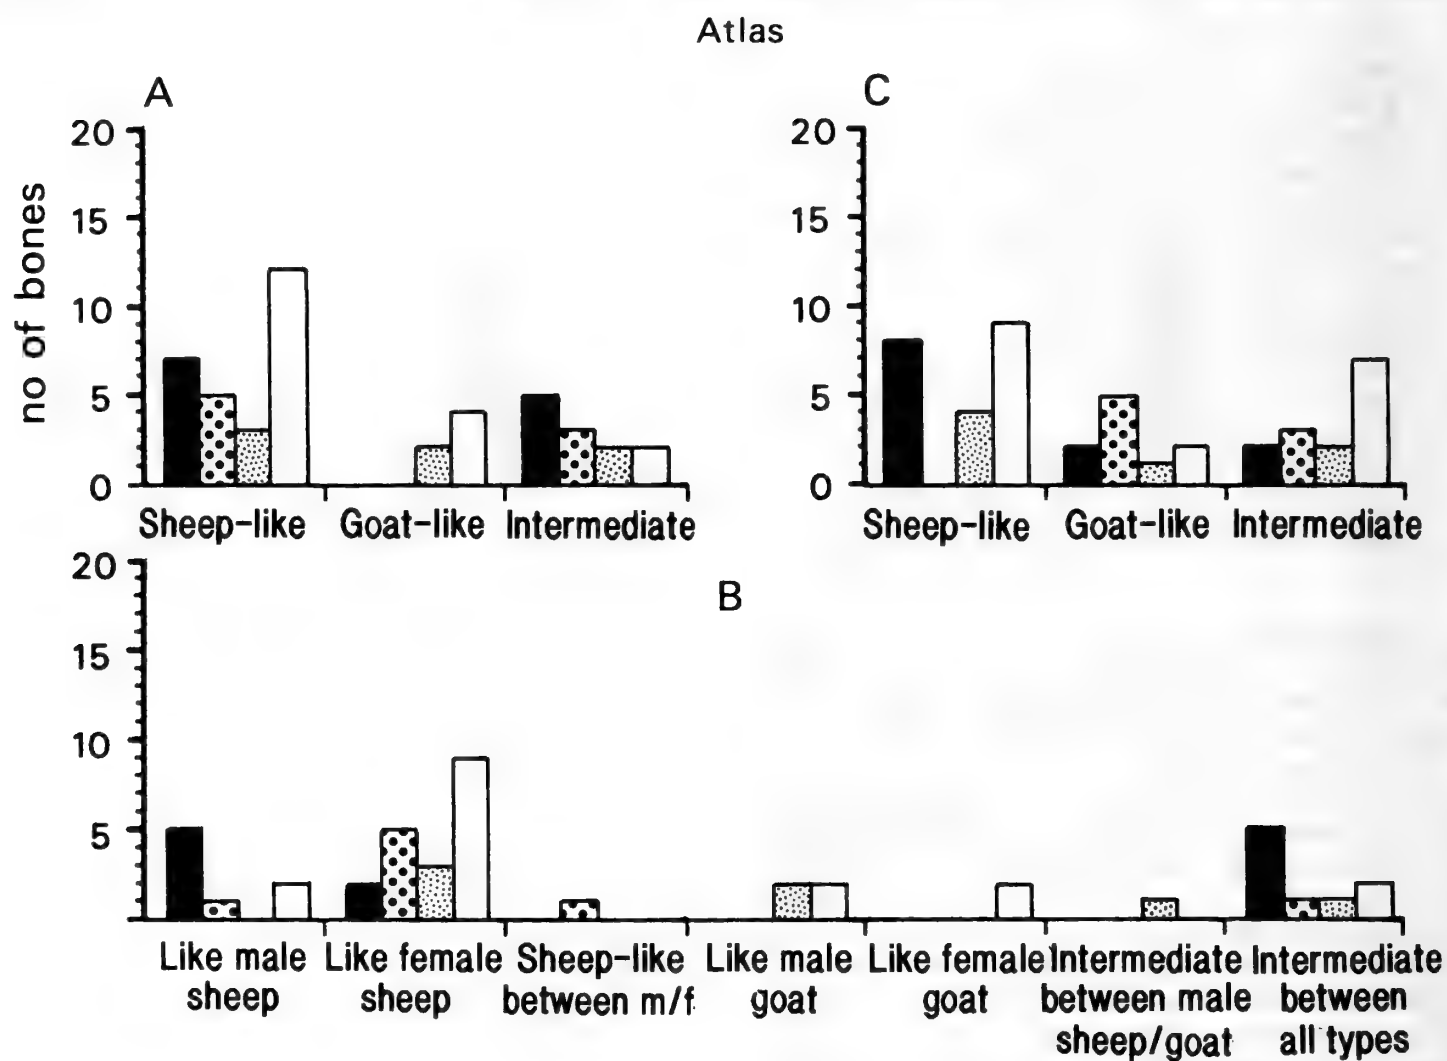 Atlas
A
20
15
10
5
0
no of bones
Sheep-like Goat-like Intermediate
C
20
15
10
5
0
Sheep-like Goat-like Intermediate
B
20
15
10
5
Like male Like female Sheep-like Like male Like female Intermediate Intermediate
sheep sheep between m/f goat goat between male between
sheep/goat all types